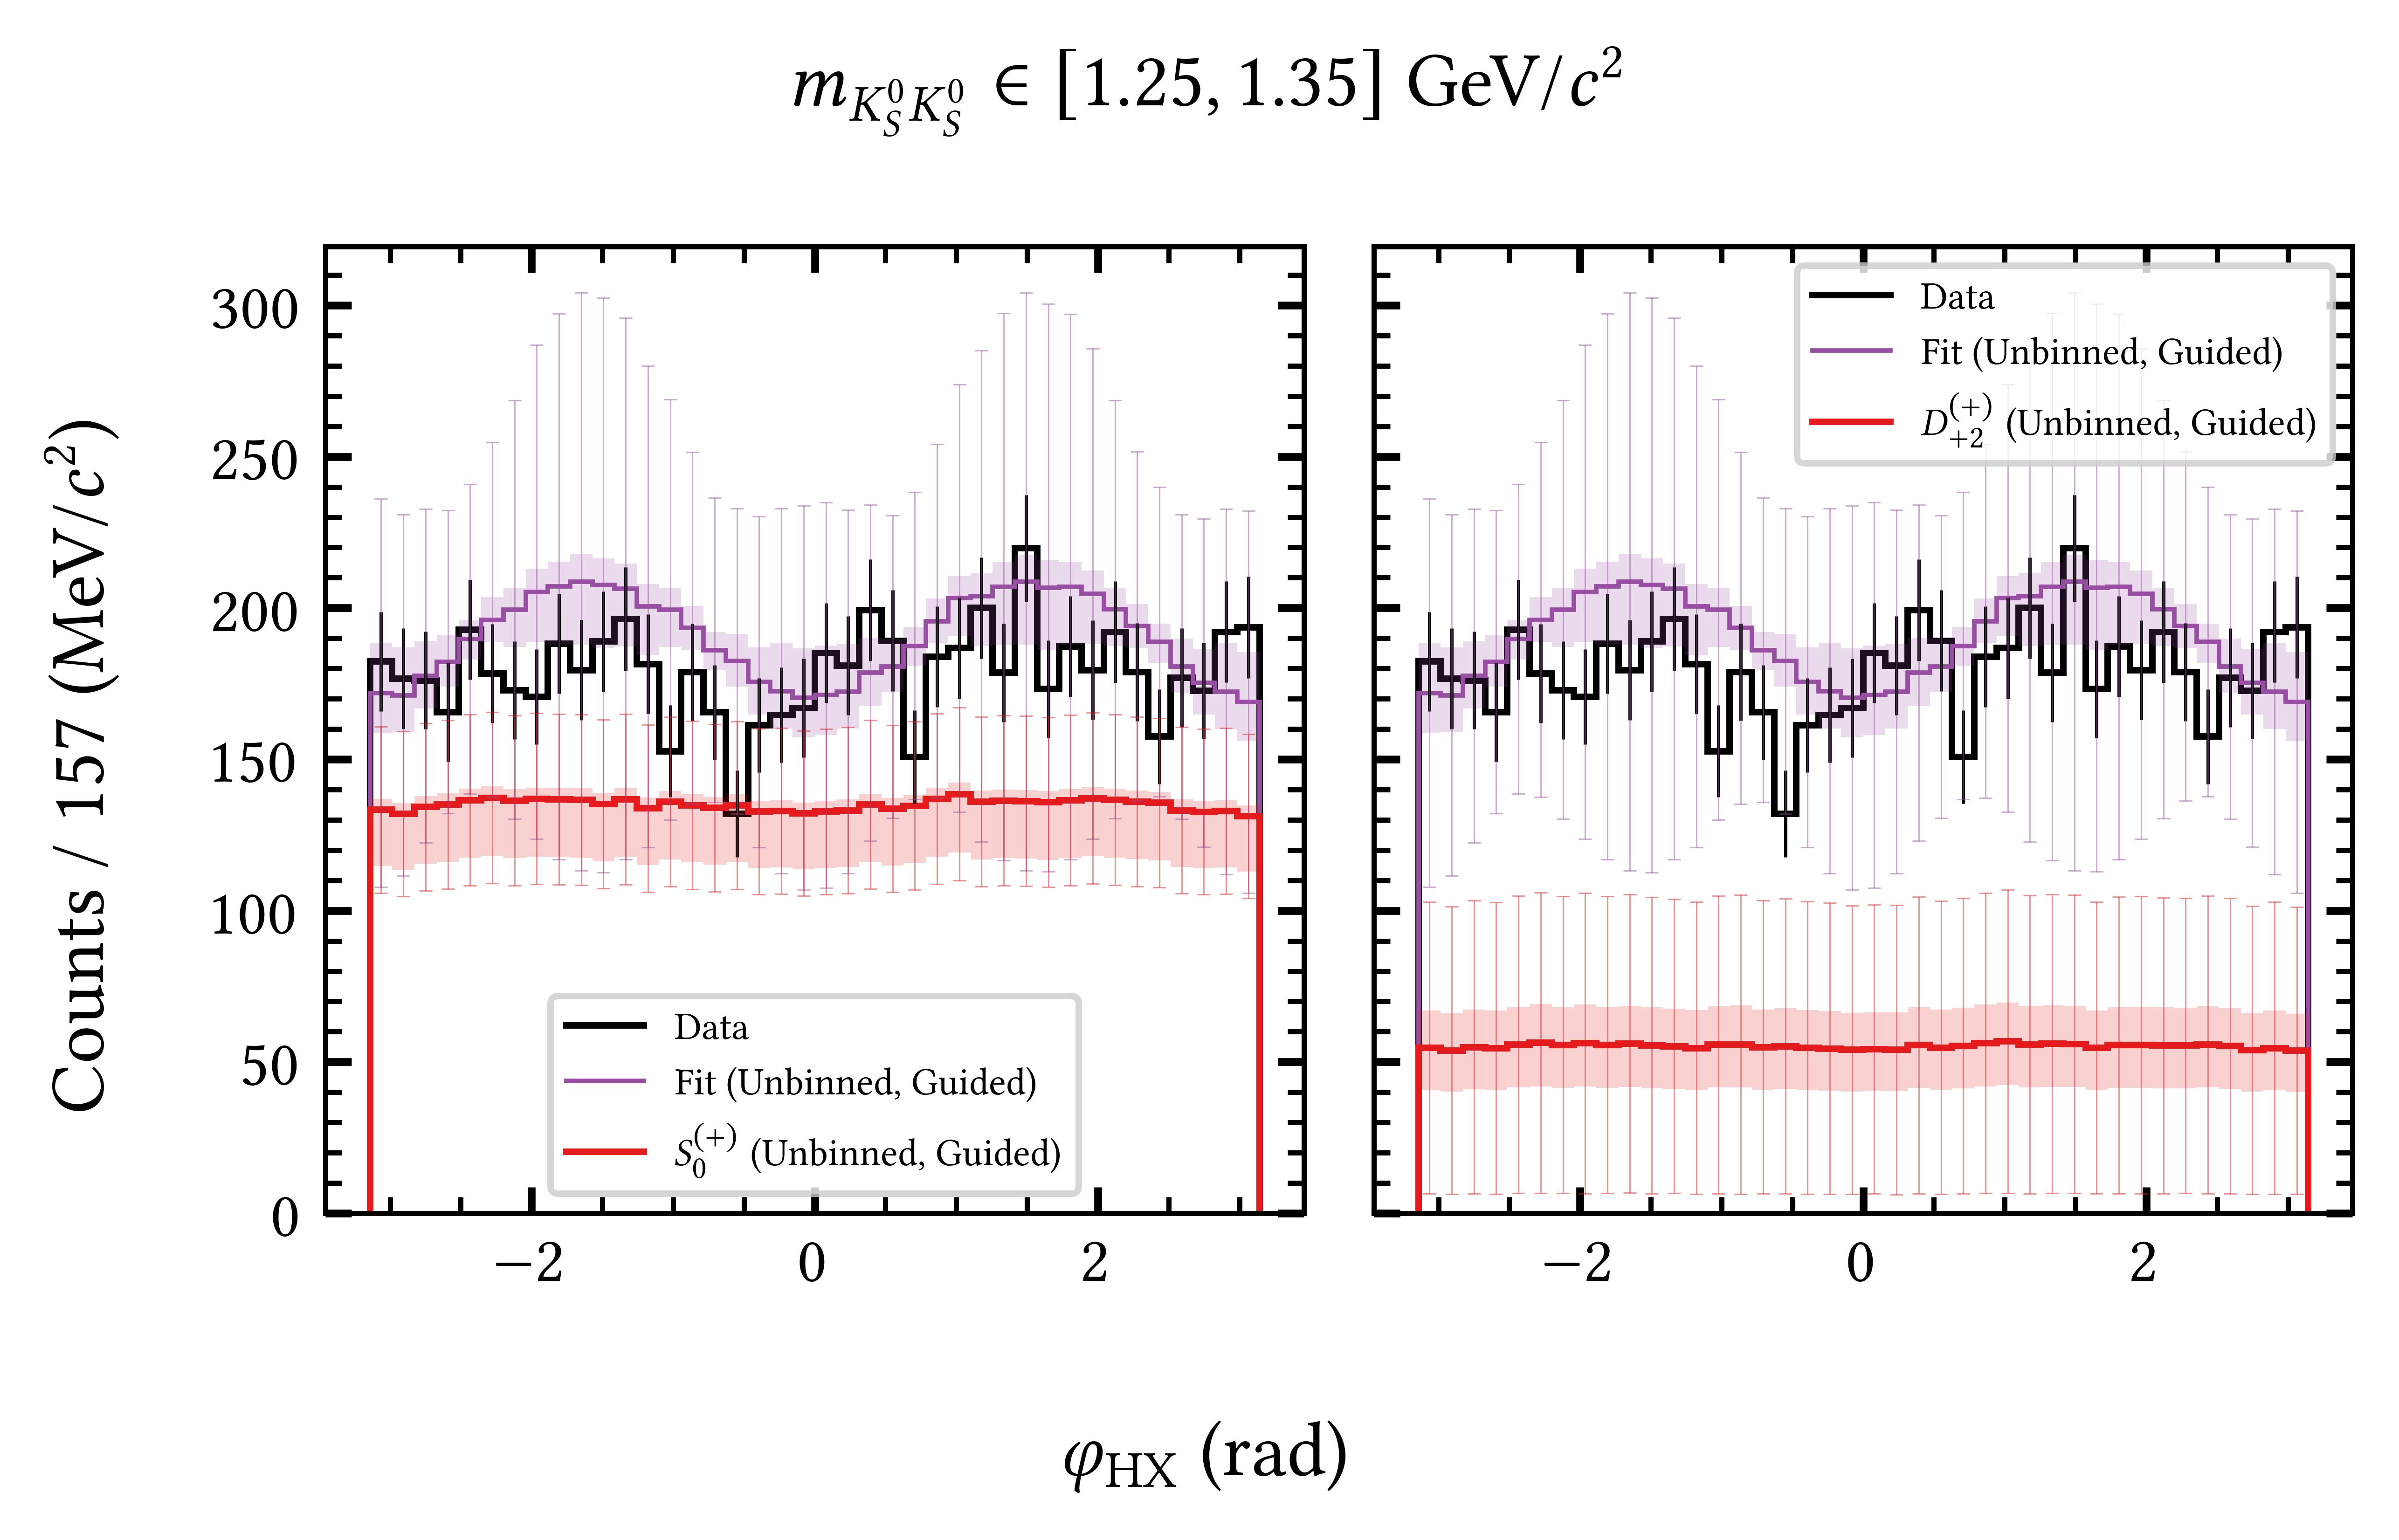 m_{K_S^0 K_S^0} ∈ [1.25, 1.35] GeV/c²
Counts / 157 (MeV/c²)
300
250
200
150
100
50
0
Data
Fit (Unbinned, Guided)
S_0^{(+)} (Unbinned, Guided)
−2 0 2
Data
Fit (Unbinned, Guided)
D_{+2}^{(+)} (Unbinned, Guided)
−2 0 2
φ_HX (rad)